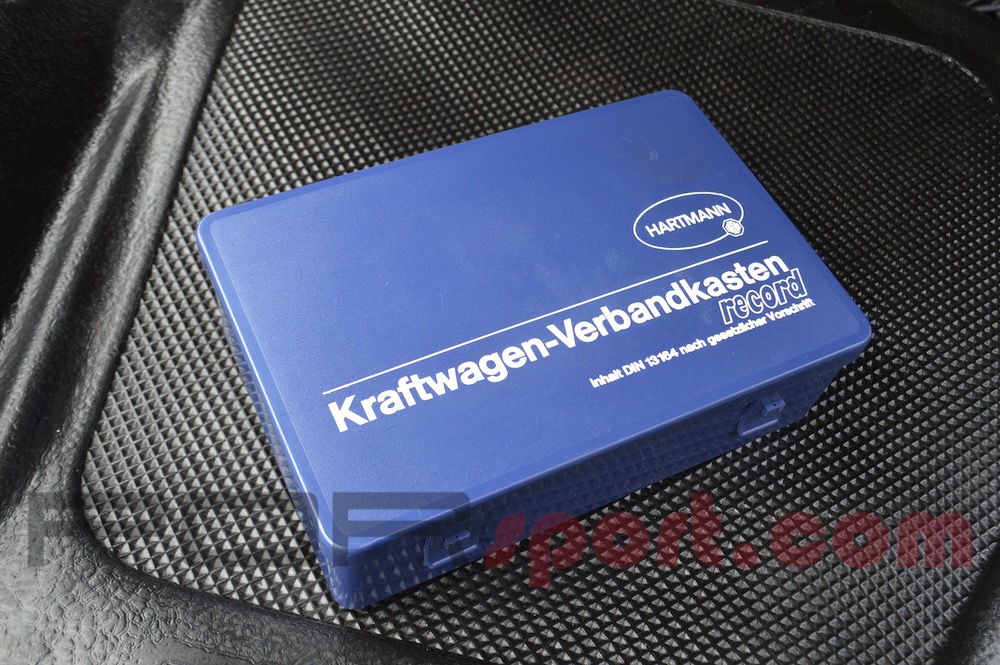 HARTMANN
Kraftwagen-Verbandkasten
record
Inhalt DIN 13164 nach gesetzlicher Vorschrift
sport.com